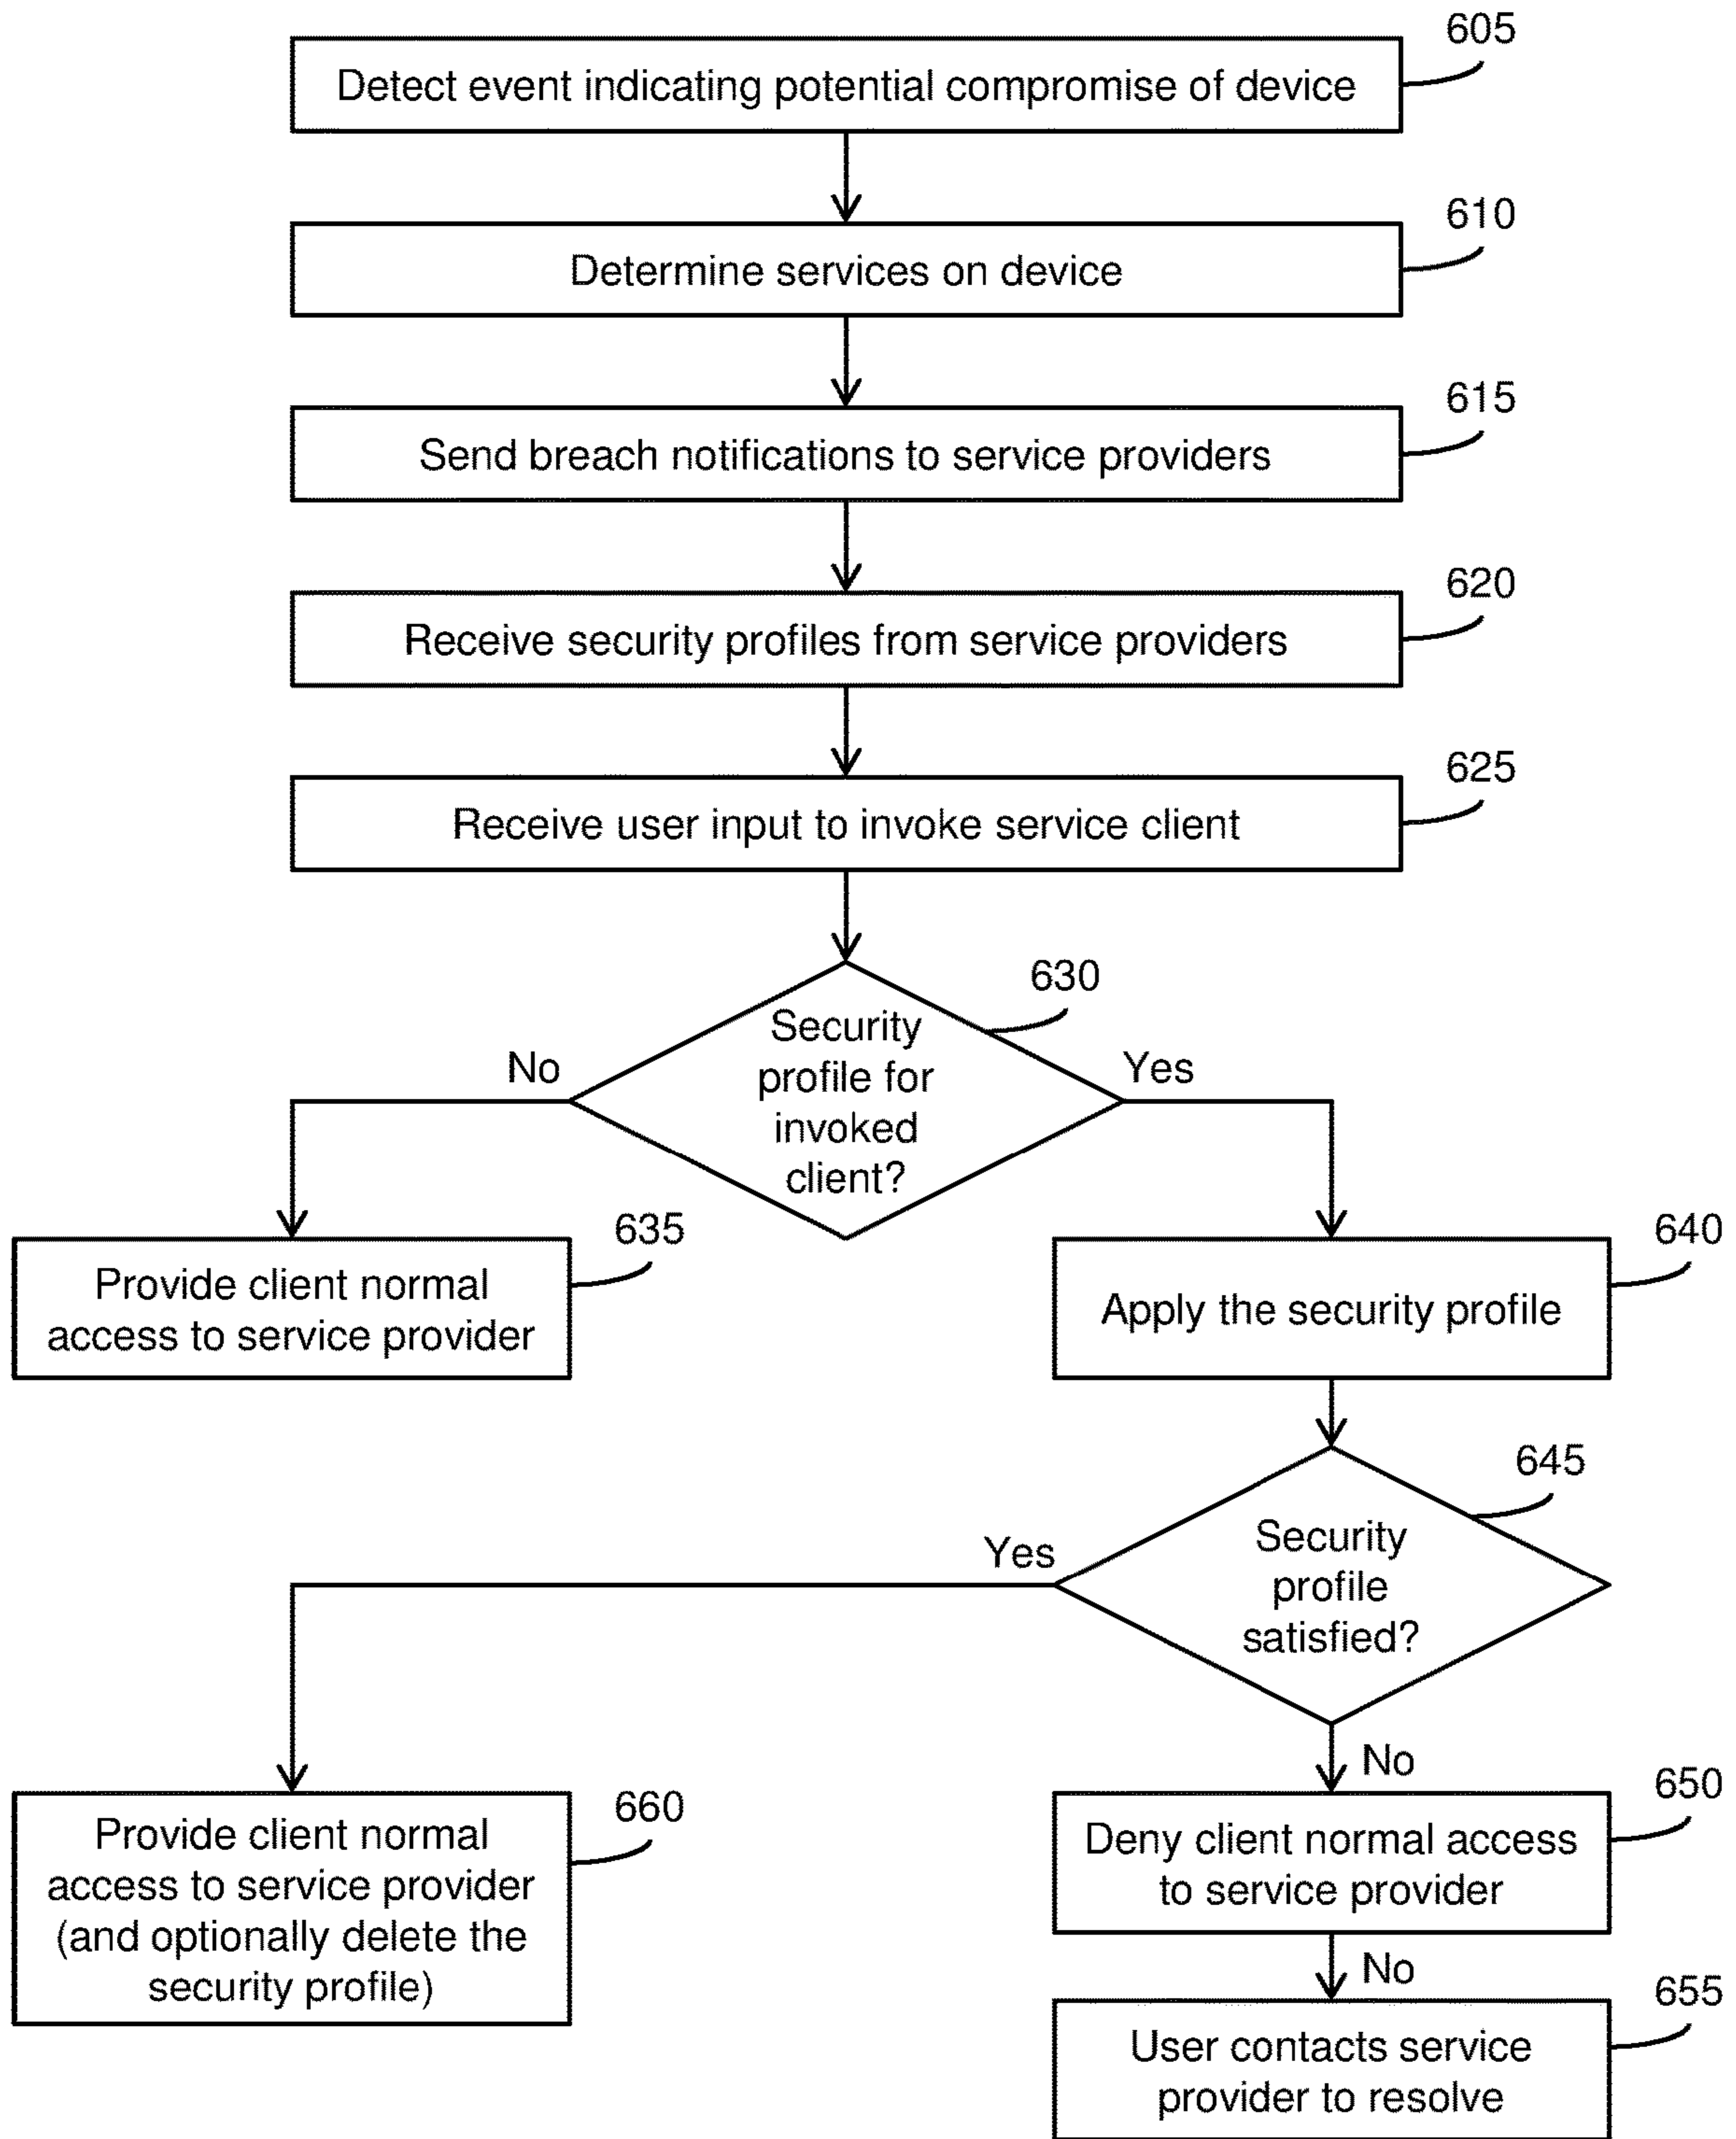 605
Detect event indicating potential compromise of device
610
Determine services on device
615
Send breach notifications to service providers
620
Receive security profiles from service providers
625
Receive user input to invoke service client
630
Security
profile for
invoked
client?
No
Yes
635
Provide client normal
access to service provider
640
Apply the security profile
645
Security
profile
satisfied?
Yes
No
660
Provide client normal
access to service provider
(and optionally delete the
security profile)
650
Deny client normal access
to service provider
No
655
User contacts service
provider to resolve